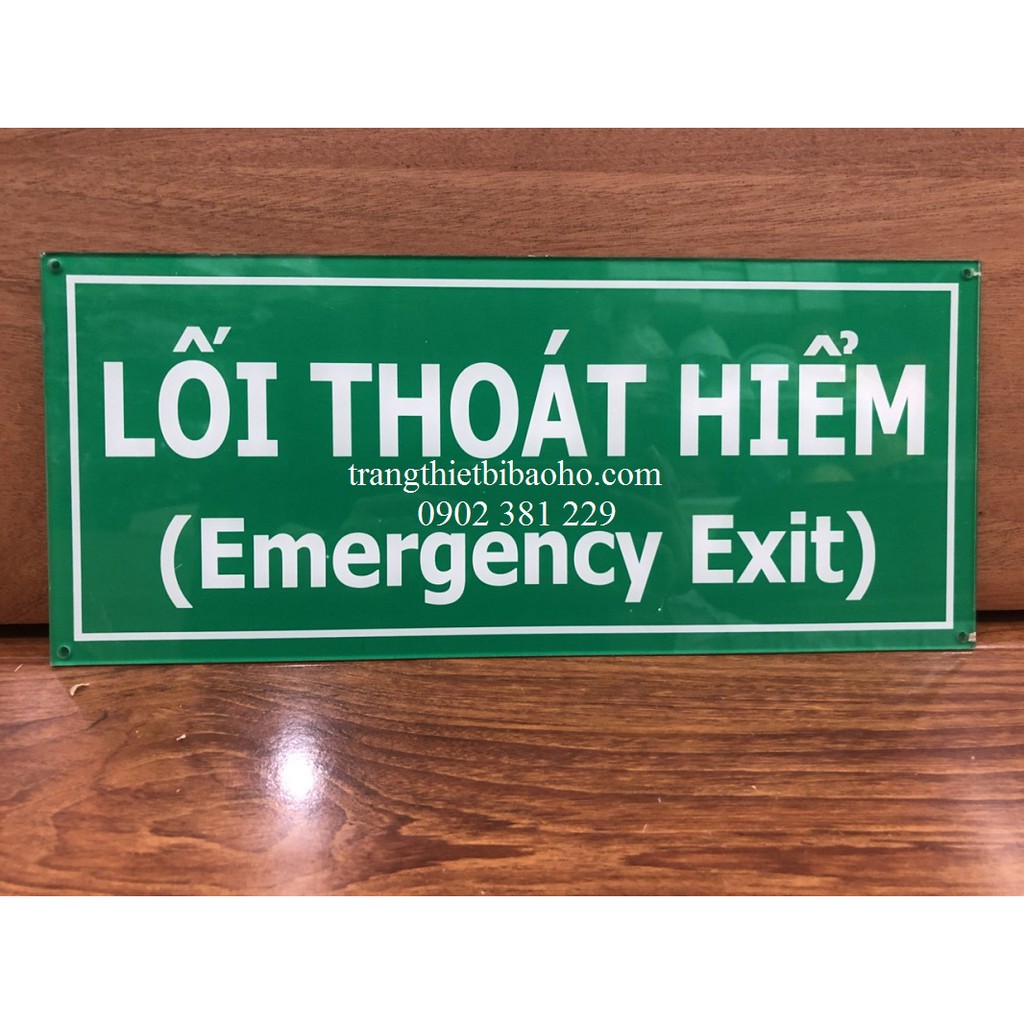 LỐI THOÁT HIỂM
trangthietbibaoho.com
0902 381 229
(Emergency Exit)